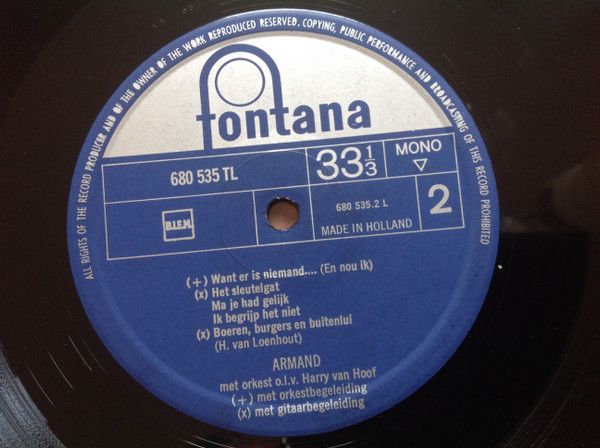 ALL RIGHTS OF THE RECORD PRODUCER AND OF THE OWNER OF THE WORK REPRODUCED RESERVED. COPYING, PUBLIC PERFORMANCE AND BROADCASTING OF THIS RECORD PROHIBITED
fontana
680 535 TL
33 1/3
MONO
▽
B.I.E.M.
680 535.2 L
MADE IN HOLLAND
2
(+) Want er is niemand.... (En nou ik)
(x) Het sleutelgat
Ma je had gelijk
Ik begrijp het niet
(x) Boeren, burgers en buitenlui
(H. van Loenhout)
ARMAND
met orkest o.l.v. Harry van Hoof
(+) met orkestbegeleiding
(x) met gitaarbegeleiding